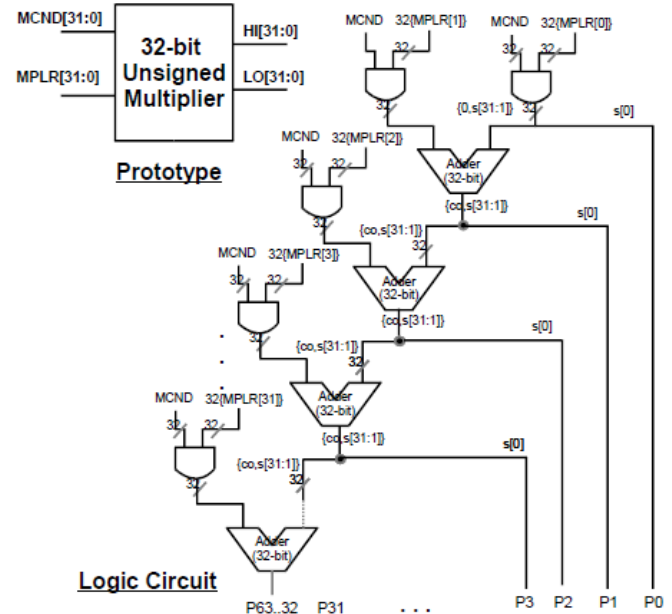 MCND[31:0]
MPLR[31:0]
32-bit
Unsigned
Multiplier
HI[31:0]
LO[31:0]
Prototype
MCND
32{MPLR[1]}
32
32
32
MCND
32{MPLR[0]}
32
32
32
{0,s[31:1]}
s[0]
Adder
(32-bit)
{co,s[31:1]}
s[0]
MCND
32{MPLR[2]}
32
32
32
{co,s[31:1]}
32
Adder
(32-bit)
{co,s[31:1]}
s[0]
MCND
32{MPLR[3]}
32
32
32
{co,s[31:1]}
32
Adder
(32-bit)
{co,s[31:1]}
s[0]
MCND
32{MPLR[31]}
32
32
32
{co,s[31:1]}
32
Adder
(32-bit)
Logic Circuit
P63..32 P31 . . . P3 P2 P1 P0